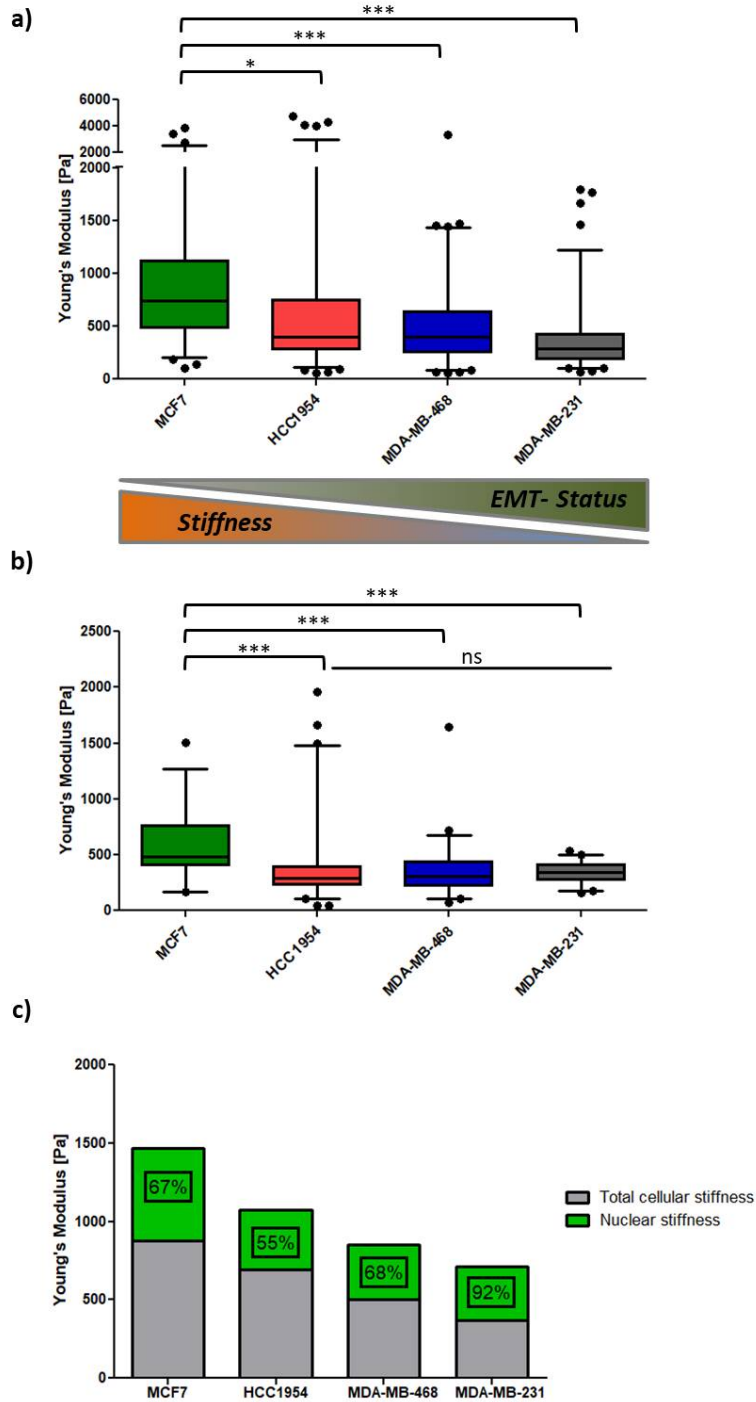 a)
***
***
*
Young's Modulus [Pa]
6000
4000
2000
2000
1500
1000
500
0
MCF7
HCC1954
MDA-MB-468
MDA-MB-231
EMT- Status
Stiffness
b)
***
***
***
ns
Young's Modulus [Pa]
2500
2000
1500
1000
500
0
MCF7
HCC1954
MDA-MB-468
MDA-MB-231
c)
Young's Modulus [Pa]
2000
1500
1000
500
0
67%
55%
68%
92%
Total cellular stiffness
Nuclear stiffness
MCF7
HCC1954
MDA-MB-468
MDA-MB-231